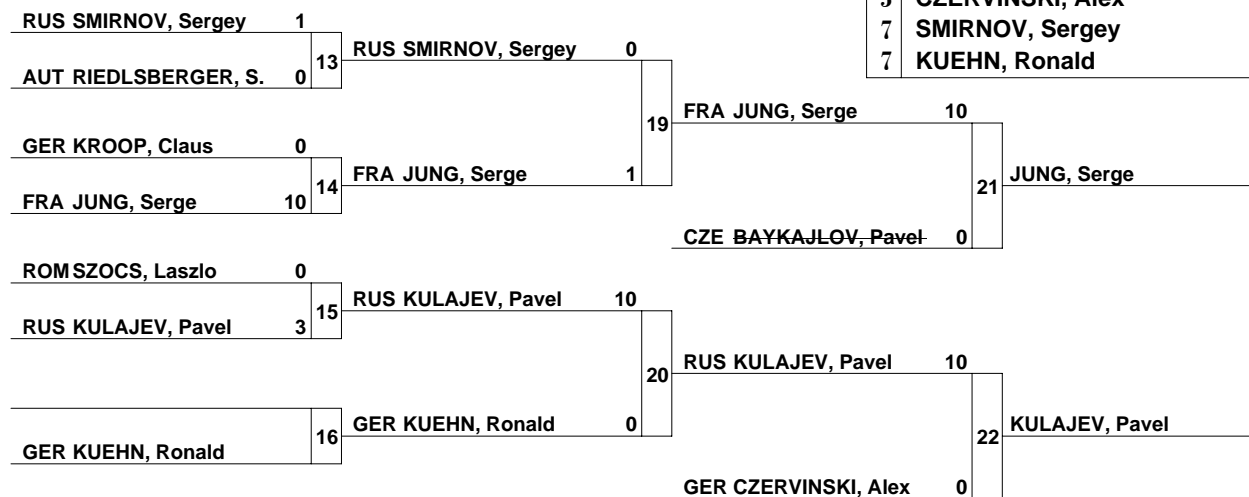 5 CZERVINSKI, Alex
RUS SMIRNOV, Sergey 1
7 SMIRNOV, Sergey
13 RUS SMIRNOV, Sergey 0
7 KUEHN, Ronald
AUT RIEDLSBERGER, S. 0
FRA JUNG, Serge 10
19
GER KROOP, Claus 0
14 FRA JUNG, Serge 1
21 JUNG, Serge
FRA JUNG, Serge 10
CZE BAYKAJLOV, Pavel 0
ROM SZOCS, Laszlo 0
15 RUS KULAJEV, Pavel 10
RUS KULAJEV, Pavel 3
RUS KULAJEV, Pavel 10
20
16 GER KUEHN, Ronald 0
22 KULAJEV, Pavel
GER KUEHN, Ronald
GER CZERVINSKI, Alex 0